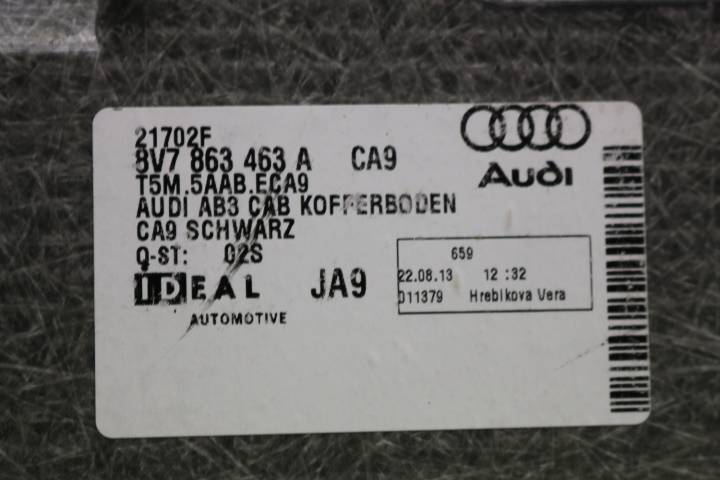 21702F
8V7 863 463 A CA9
T5M.5AAB.ECA9
AUDI AB3 CAB KOFFERBODEN
CA9 SCHWARZ
Q-ST: 02S
IDEAL JA9
AUTOMOTIVE
Audi
659
22.08.13 12 :32
011379 Hrebikova Vera